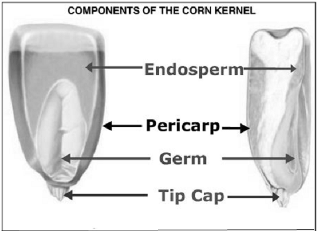 COMPONENTS OF THE CORN KERNEL
Endosperm
Pericarp
Germ
Tip Cap